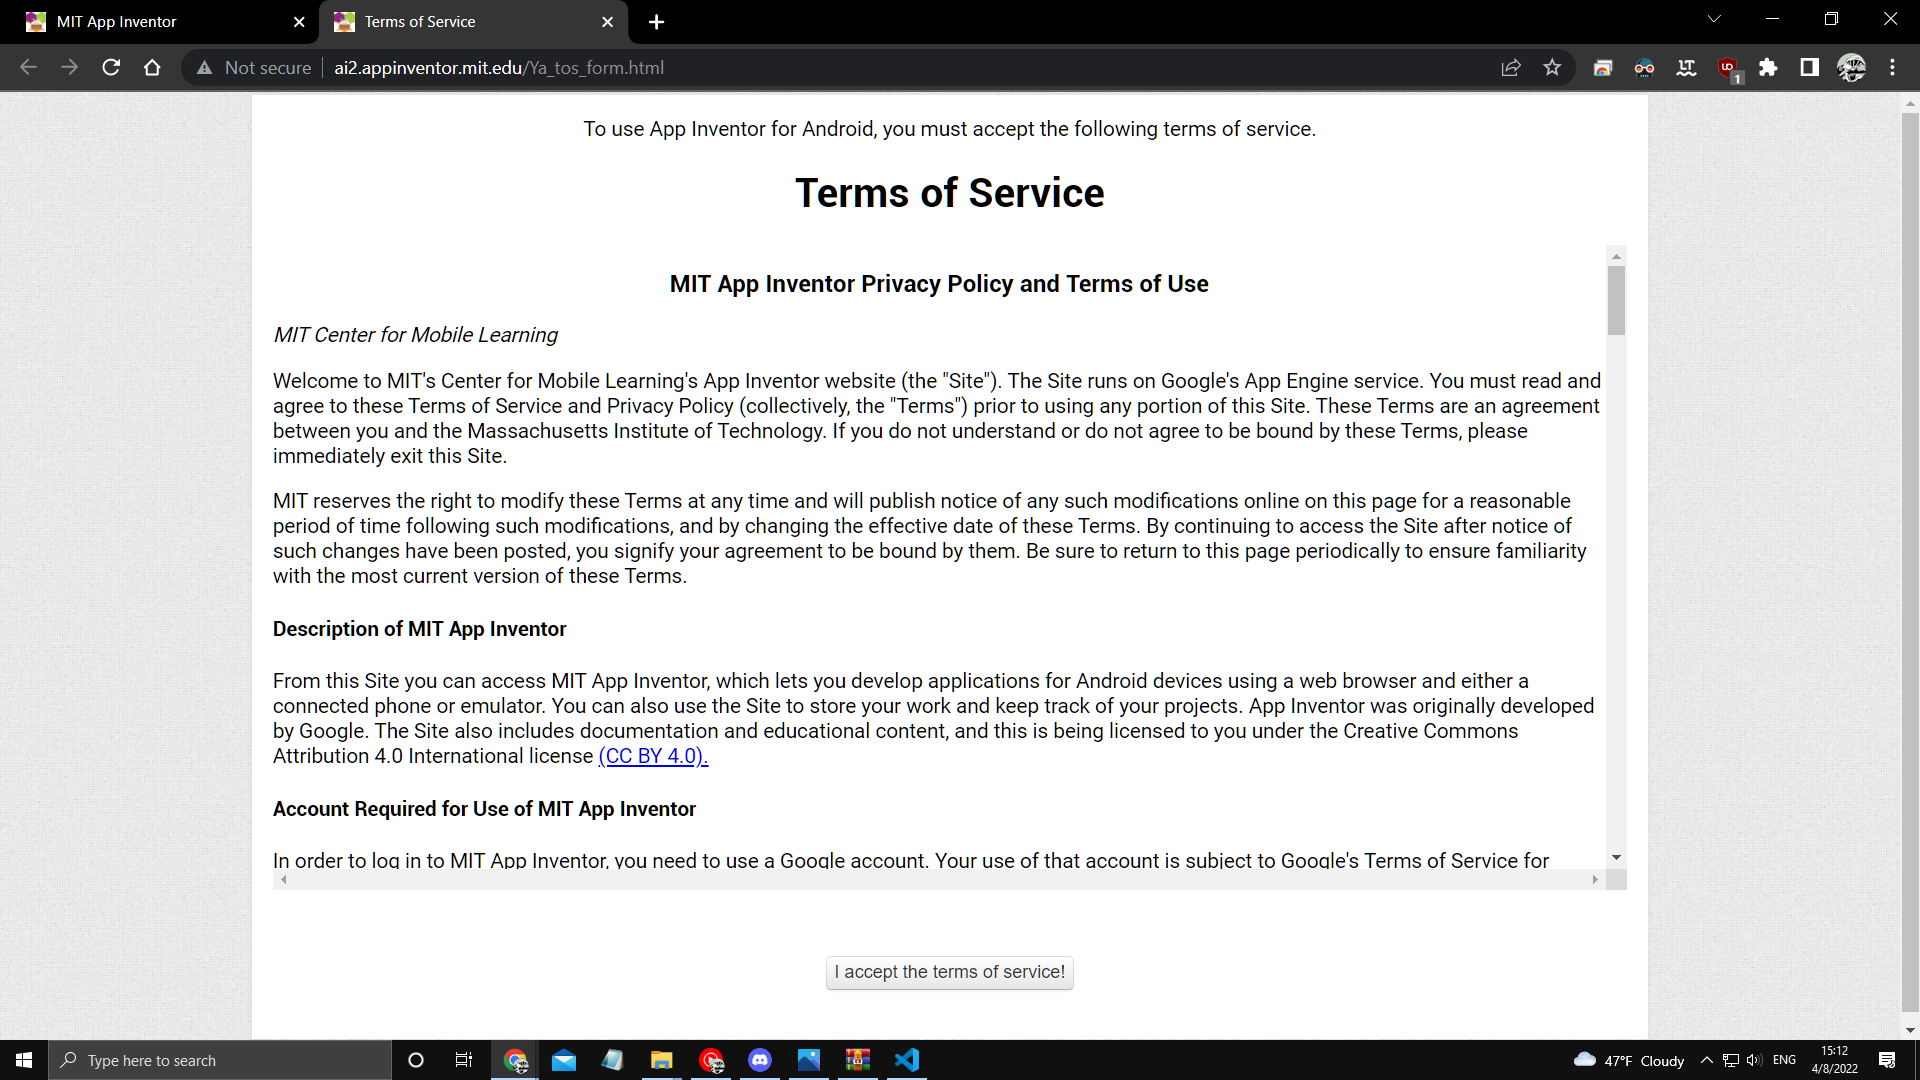 MIT App Inventor
Terms of Service
Not secure
ai2.appinventor.mit.edu/Ya_tos_form.html
1
To use App Inventor for Android, you must accept the following terms of service.
Terms of Service
MIT App Inventor Privacy Policy and Terms of Use
MIT Center for Mobile Learning
Welcome to MIT's Center for Mobile Learning's App Inventor website (the "Site"). The Site runs on Google's App Engine service. You must read and
agree to these Terms of Service and Privacy Policy (collectively, the "Terms") prior to using any portion of this Site. These Terms are an agreement
between you and the Massachusetts Institute of Technology. If you do not understand or do not agree to be bound by these Terms, please
immediately exit this Site.
MIT reserves the right to modify these Terms at any time and will publish notice of any such modifications online on this page for a reasonable
period of time following such modifications, and by changing the effective date of these Terms. By continuing to access the Site after notice of
such changes have been posted, you signify your agreement to be bound by them. Be sure to return to this page periodically to ensure familiarity
with the most current version of these Terms.
Description of MIT App Inventor
From this Site you can access MIT App Inventor, which lets you develop applications for Android devices using a web browser and either a
connected phone or emulator. You can also use the Site to store your work and keep track of your projects. App Inventor was originally developed
by Google. The Site also includes documentation and educational content, and this is being licensed to you under the Creative Commons
Attribution 4.0 International license (CC BY 4.0).
Account Required for Use of MIT App Inventor
In order to log in to MIT App Inventor, you need to use a Google account. Your use of that account is subject to Google's Terms of Service for
I accept the terms of service!
Type here to search
47°F Cloudy
ENG
15:12
4/8/2022